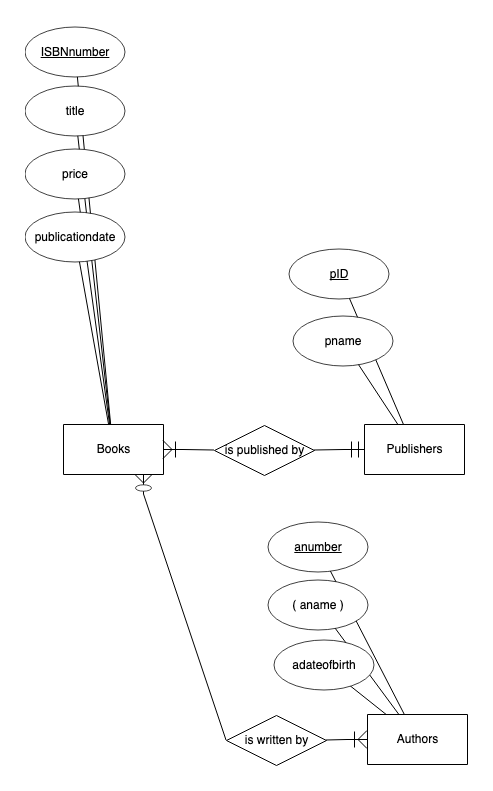 ISBNnumber
title
price
publicationdate
pID
pname
Books
is published by
Publishers
anumber
( aname )
adateofbirth
is written by
Authors